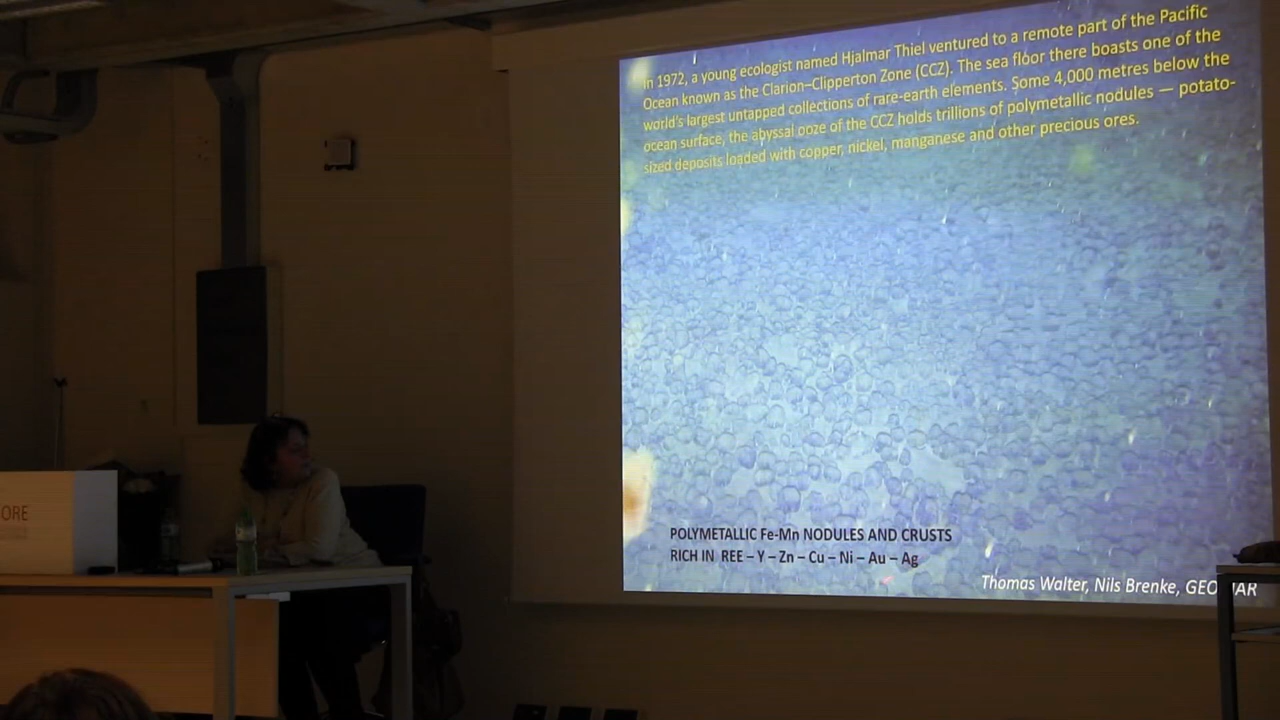 In 1972, a young ecologist named Hjalmar Thiel ventured to a remote part of the Pacific
Ocean known as the Clarion–Clipperton Zone (CCZ). The sea floor there boasts one of the
world's largest untapped collections of rare-earth elements. Some 4,000 metres below the
ocean surface, the abyssal ooze of the CCZ holds trillions of polymetallic nodules — potato-
sized deposits loaded with copper, nickel, manganese and other precious ores.
POLYMETALLIC Fe-Mn NODULES AND CRUSTS
RICH IN REE – Y – Zn – Cu – Ni – Au – Ag
Thomas Walter, Nils Brenke,
ORE